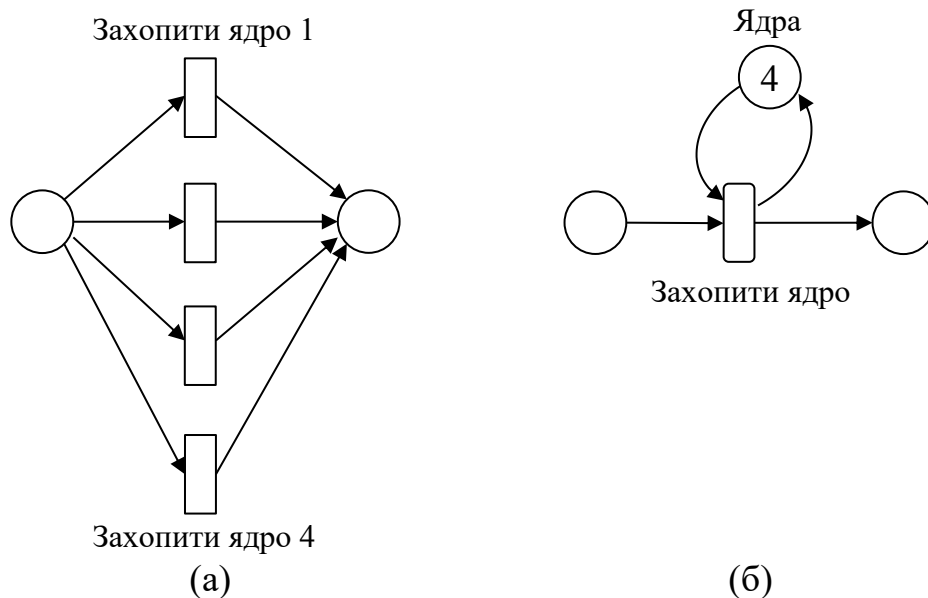 Захопити ядро 1
Ядра
4
Захопити ядро
Захопити ядро 4
(а)
(б)